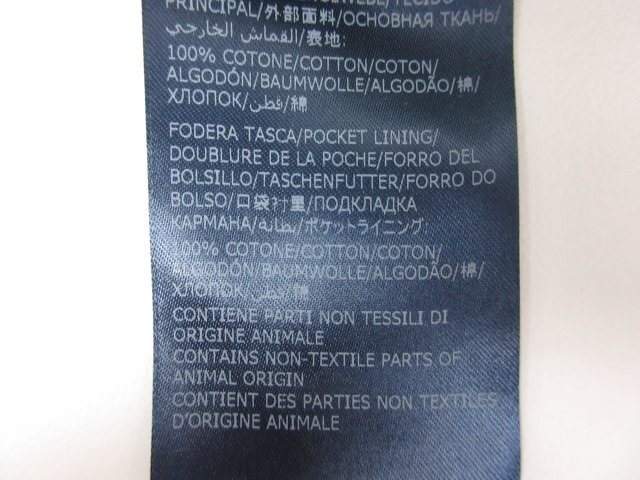 PRINCIPAL/外部面料/ОСНОВНАЯ ТКАНЬ/
القماش الخارجي/表地:
100% COTONE/COTTON/COTON/
ALGODÓN/BAUMWOLLE/ALGODÃO/棉/
ХЛОПОК/قطن/綿
FODERA TASCA/POCKET LINING/
DOUBLURE DE LA POCHE/FORRO DEL
BOLSILLO/TASCHENFUTTER/FORRO DO
BOLSO/口袋衬里/ПОДКЛАДКА
КАРМАНА/بطانة/ポケットライニング:
100% COTONE/COTTON/COTON/
ALGODÓN/BAUMWOLLE/ALGODÃO/棉/
ХЛОПОК/قطن/綿
CONTIENE PARTI NON TESSILI DI
ORIGINE ANIMALE
CONTAINS NON-TEXTILE PARTS OF
ANIMAL ORIGIN
CONTIENT DES PARTIES NON TEXTILES
D'ORIGINE ANIMALE